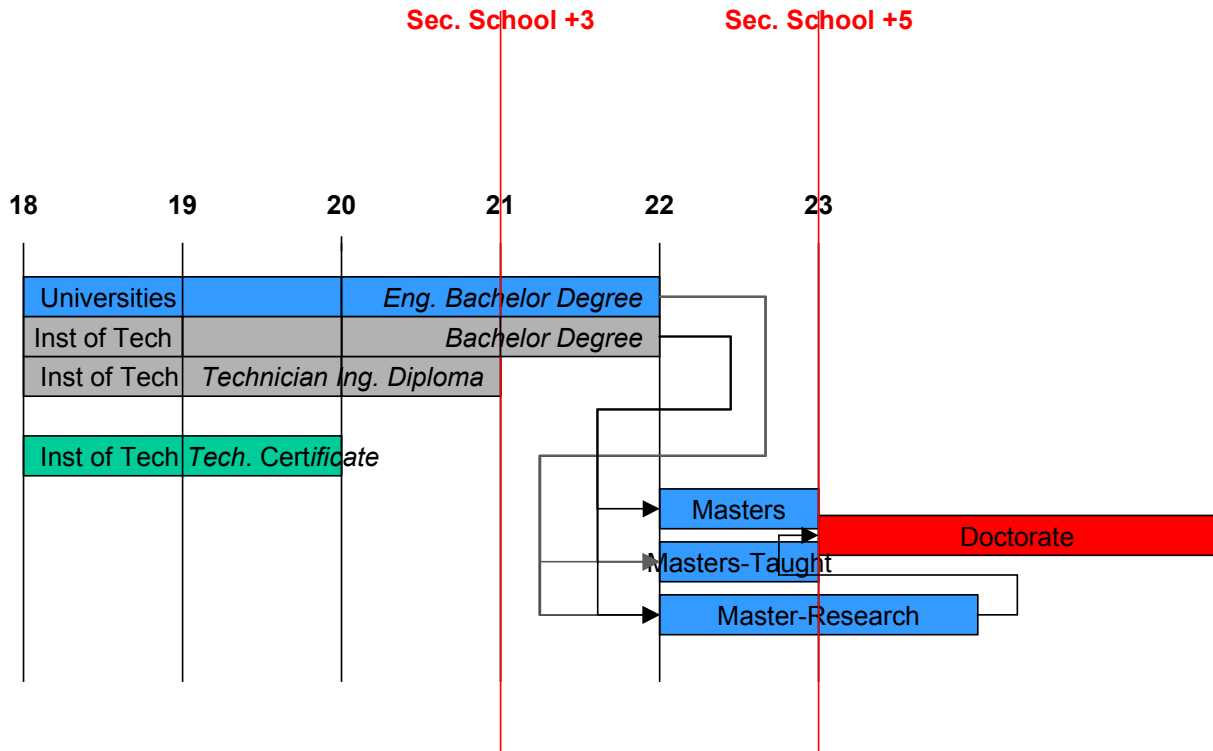 Sec. School +3 Sec. School +5
18 19 20 21 22 23
Universities Eng. Bachelor Degree
Inst of Tech Bachelor Degree
Inst of Tech Technician Ing. Diploma
Inst of Tech Tech. Certificate
Masters
Doctorate
Masters-Taught
Master-Research